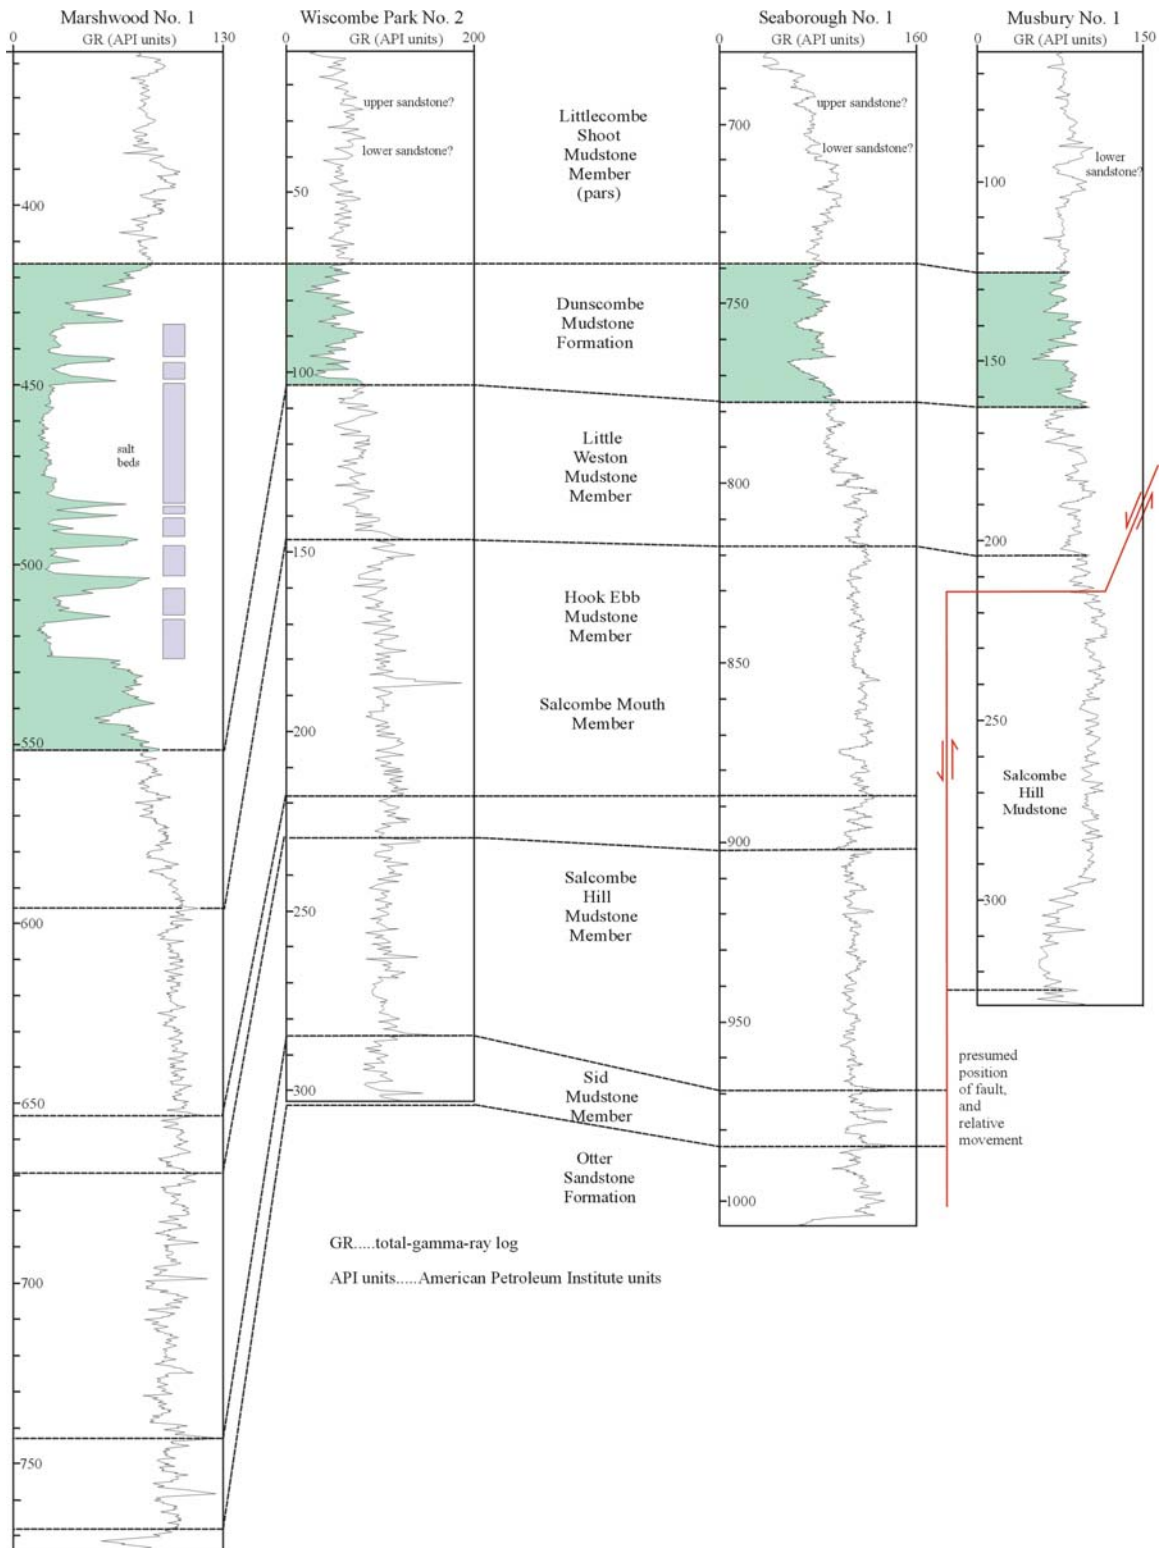 Marshwood No. 1
0 GR (API units) 130
400
450
salt
beds
500
550
600
650
700
750
Wiscombe Park No. 2
0 GR (API units) 200
upper sandstone?
lower sandstone?
50
100
150
200
250
300
Littlecombe
Shoot
Mudstone
Member
(pars)
Dunscombe
Mudstone
Formation
Little
Weston
Mudstone
Member
Hook Ebb
Mudstone
Member
Salcombe Mouth
Member
Salcombe
Hill
Mudstone
Member
Sid
Mudstone
Member
Otter
Sandstone
Formation
GR.....total-gamma-ray log
API units.....American Petroleum Institute units
Seaborough No. 1
0 GR (API units) 160
700
upper sandstone?
lower sandstone?
750
800
850
900
950
1000
Musbury No. 1
0 GR (API units) 150
lower
sandstone?
100
150
200
250
Salcombe
Hill
Mudstone
300
presumed
position
of fault,
and
relative
movement